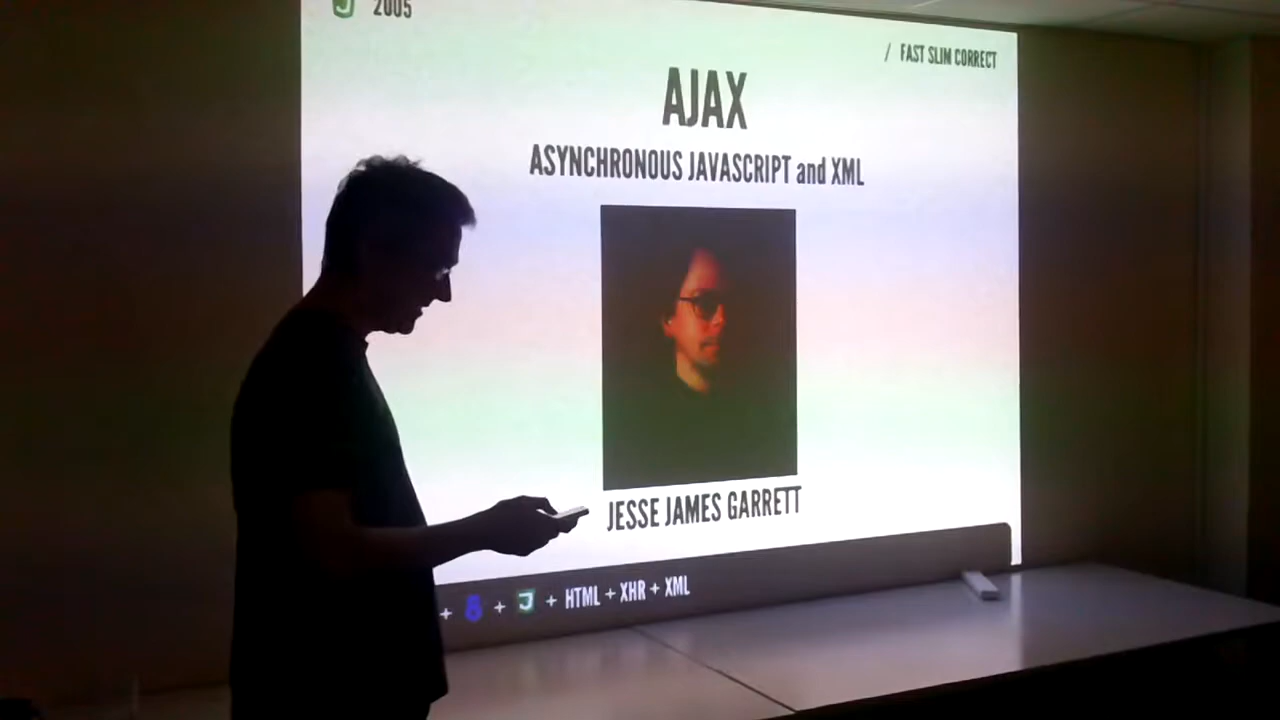 2005
/ FAST SLIM CORRECT
AJAX
ASYNCHRONOUS JAVASCRIPT and XML
JESSE JAMES GARRETT
+ + + HTML + XHR + XML